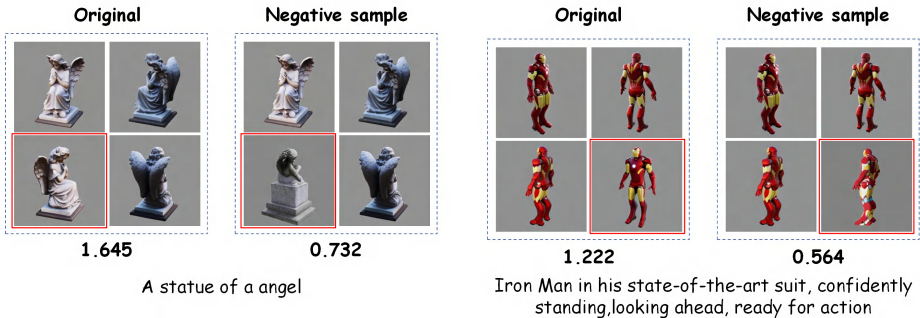 Original
Negative sample
Original
Negative sample
1.645
0.732
1.222
0.564
A statue of a angel
Iron Man in his state-of-the-art suit, confidently
standing,looking ahead, ready for action